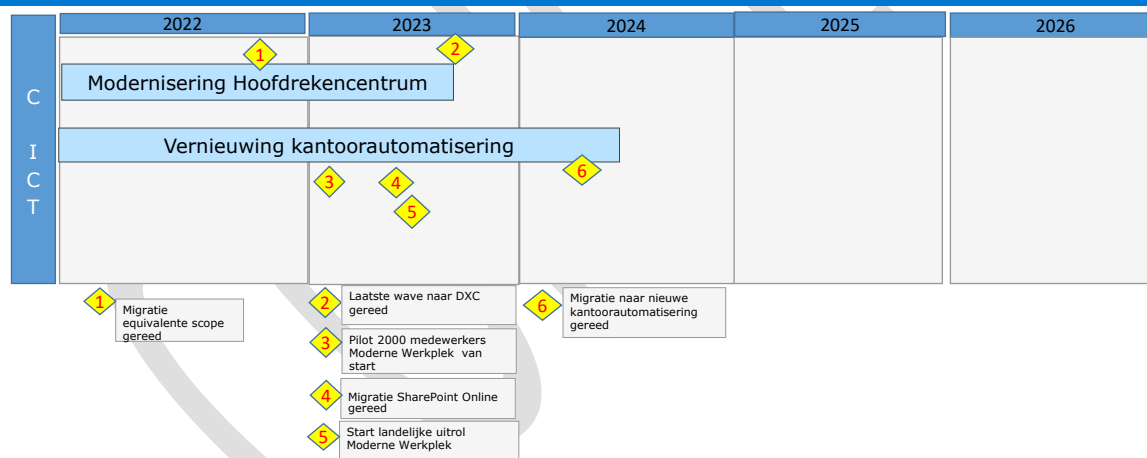 2022
2023
2024
2025
2026
C
I
C
T
1
2
Modernisering Hoofdrekencentrum
Vernieuwing kantoorautomatisering
3
4
5
6
1
Migratie
equivalente scope
gereed
2
Laatste wave naar DXC
gereed
3
Pilot 2000 medewerkers
Moderne Werkplek van
start
4
Migratie SharePoint Online
gereed
5
Start landelijke uitrol
Moderne Werkplek
6
Migratie naar nieuwe
kantoorautomatisering
gereed